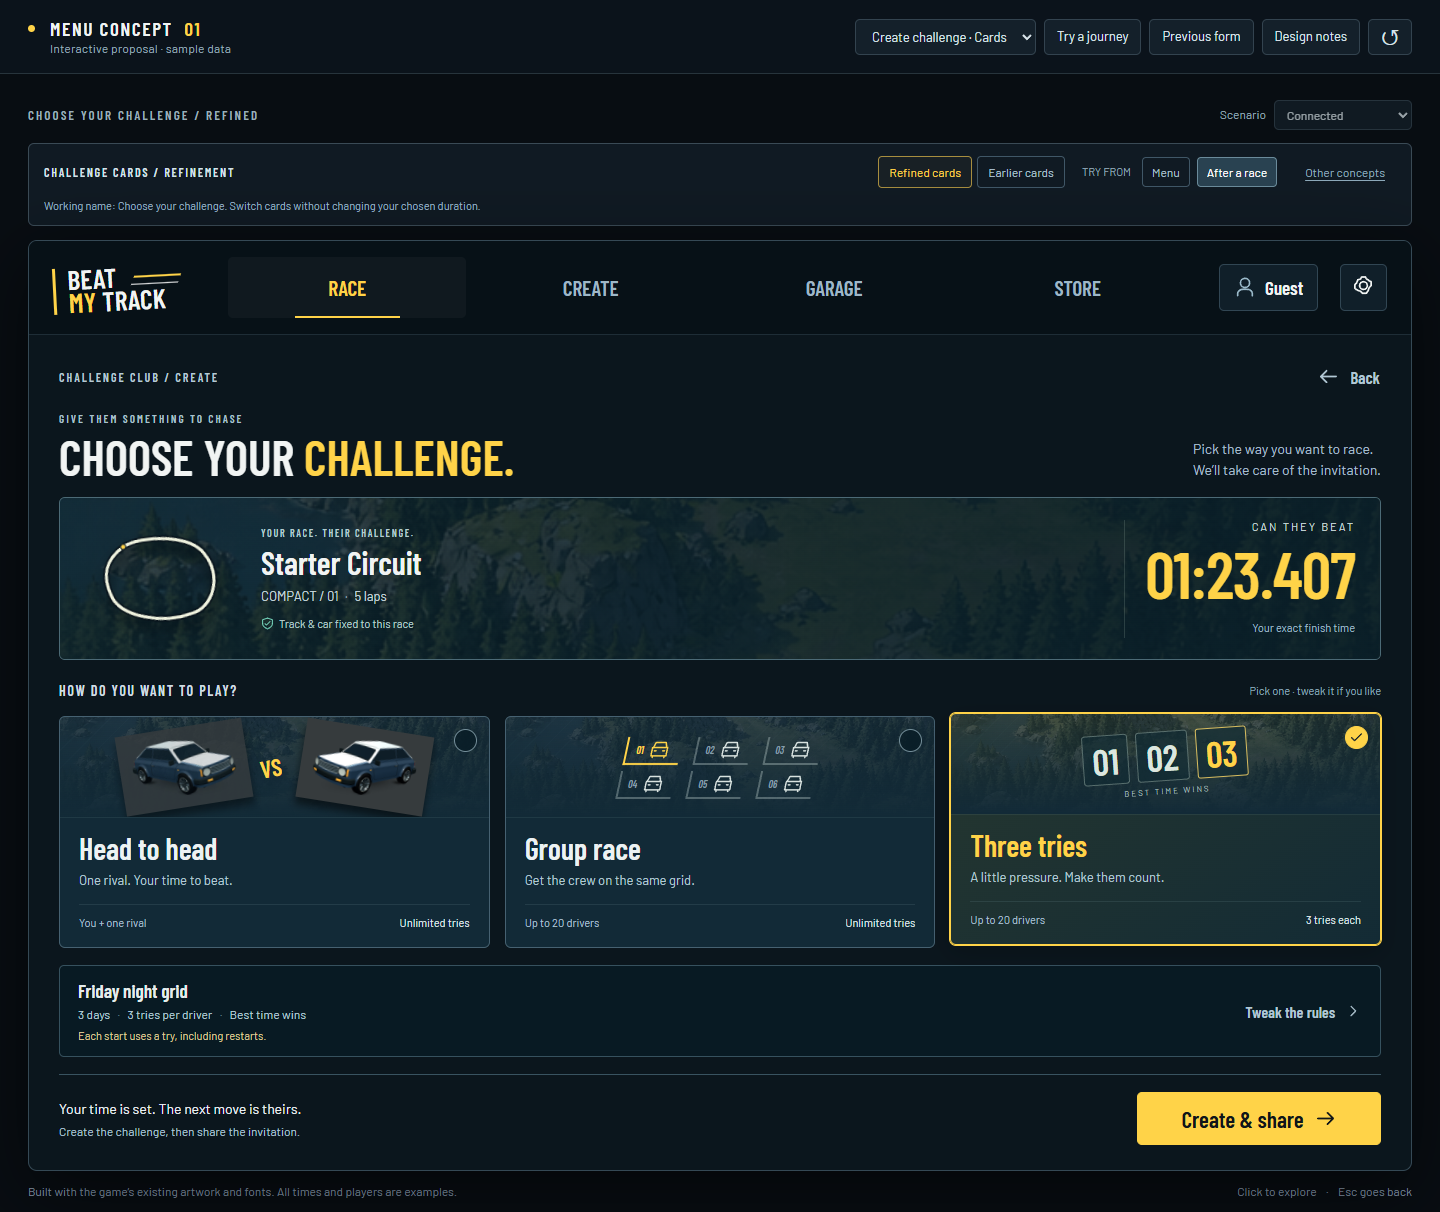 MENU CONCEPT 01
Interactive proposal · sample data
Create challenge · Cards
Try a journey
Previous form
Design notes
CHOOSE YOUR CHALLENGE / REFINED
Scenario
Connected
CHALLENGE CARDS / REFINEMENT
Refined cards
Earlier cards
TRY FROM
Menu
After a race
Other concepts
Working name: Choose your challenge. Switch cards without changing your chosen duration.
BEAT
MY TRACK
RACE
CREATE
GARAGE
STORE
Guest
CHALLENGE CLUB / CREATE
Back
GIVE THEM SOMETHING TO CHASE
CHOOSE YOUR CHALLENGE.
Pick the way you want to race.
We'll take care of the invitation.
YOUR RACE. THEIR CHALLENGE.
Starter Circuit
COMPACT / 01 · 5 laps
Track & car fixed to this race
CAN THEY BEAT
01:23.407
Your exact finish time
HOW DO YOU WANT TO PLAY?
Pick one · tweak it if you like
VS
Head to head
One rival. Your time to beat.
You + one rival
Unlimited tries
01 02 03
04 05 06
Group race
Get the crew on the same grid.
Up to 20 drivers
Unlimited tries
01 02 03
BEST TIME WINS
Three tries
A little pressure. Make them count.
Up to 20 drivers
3 tries each
Friday night grid
3 days · 3 tries per driver · Best time wins
Each start uses a try, including restarts.
Tweak the rules
Your time is set. The next move is theirs.
Create the challenge, then share the invitation.
Create & share
Built with the game's existing artwork and fonts. All times and players are examples.
Click to explore · Esc goes back